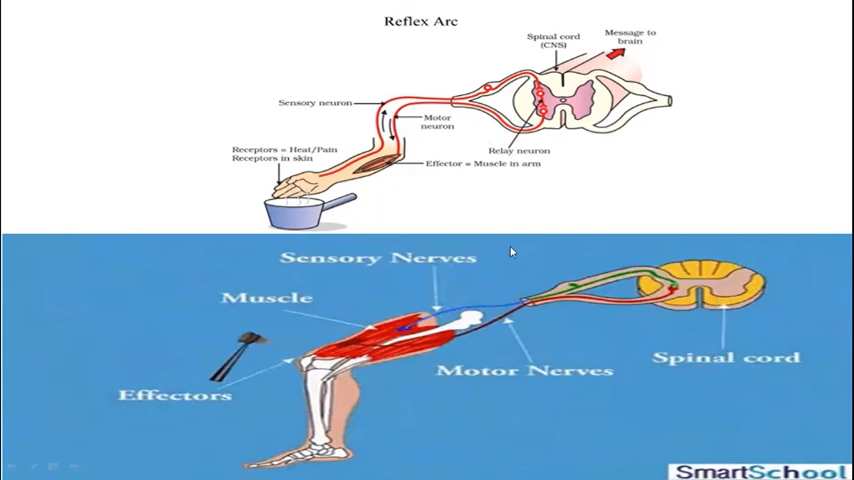 Reflex Arc
Spinal cord
(CNS)
Message to
brain
Sensory neuron
Motor
neuron
Relay neuron
Receptors = Heat/Pain
Receptors in skin
Effector = Muscle in arm
Sensory Nerves
Muscle
Effectors
Motor Nerves
Spinal cord
SmartSchool